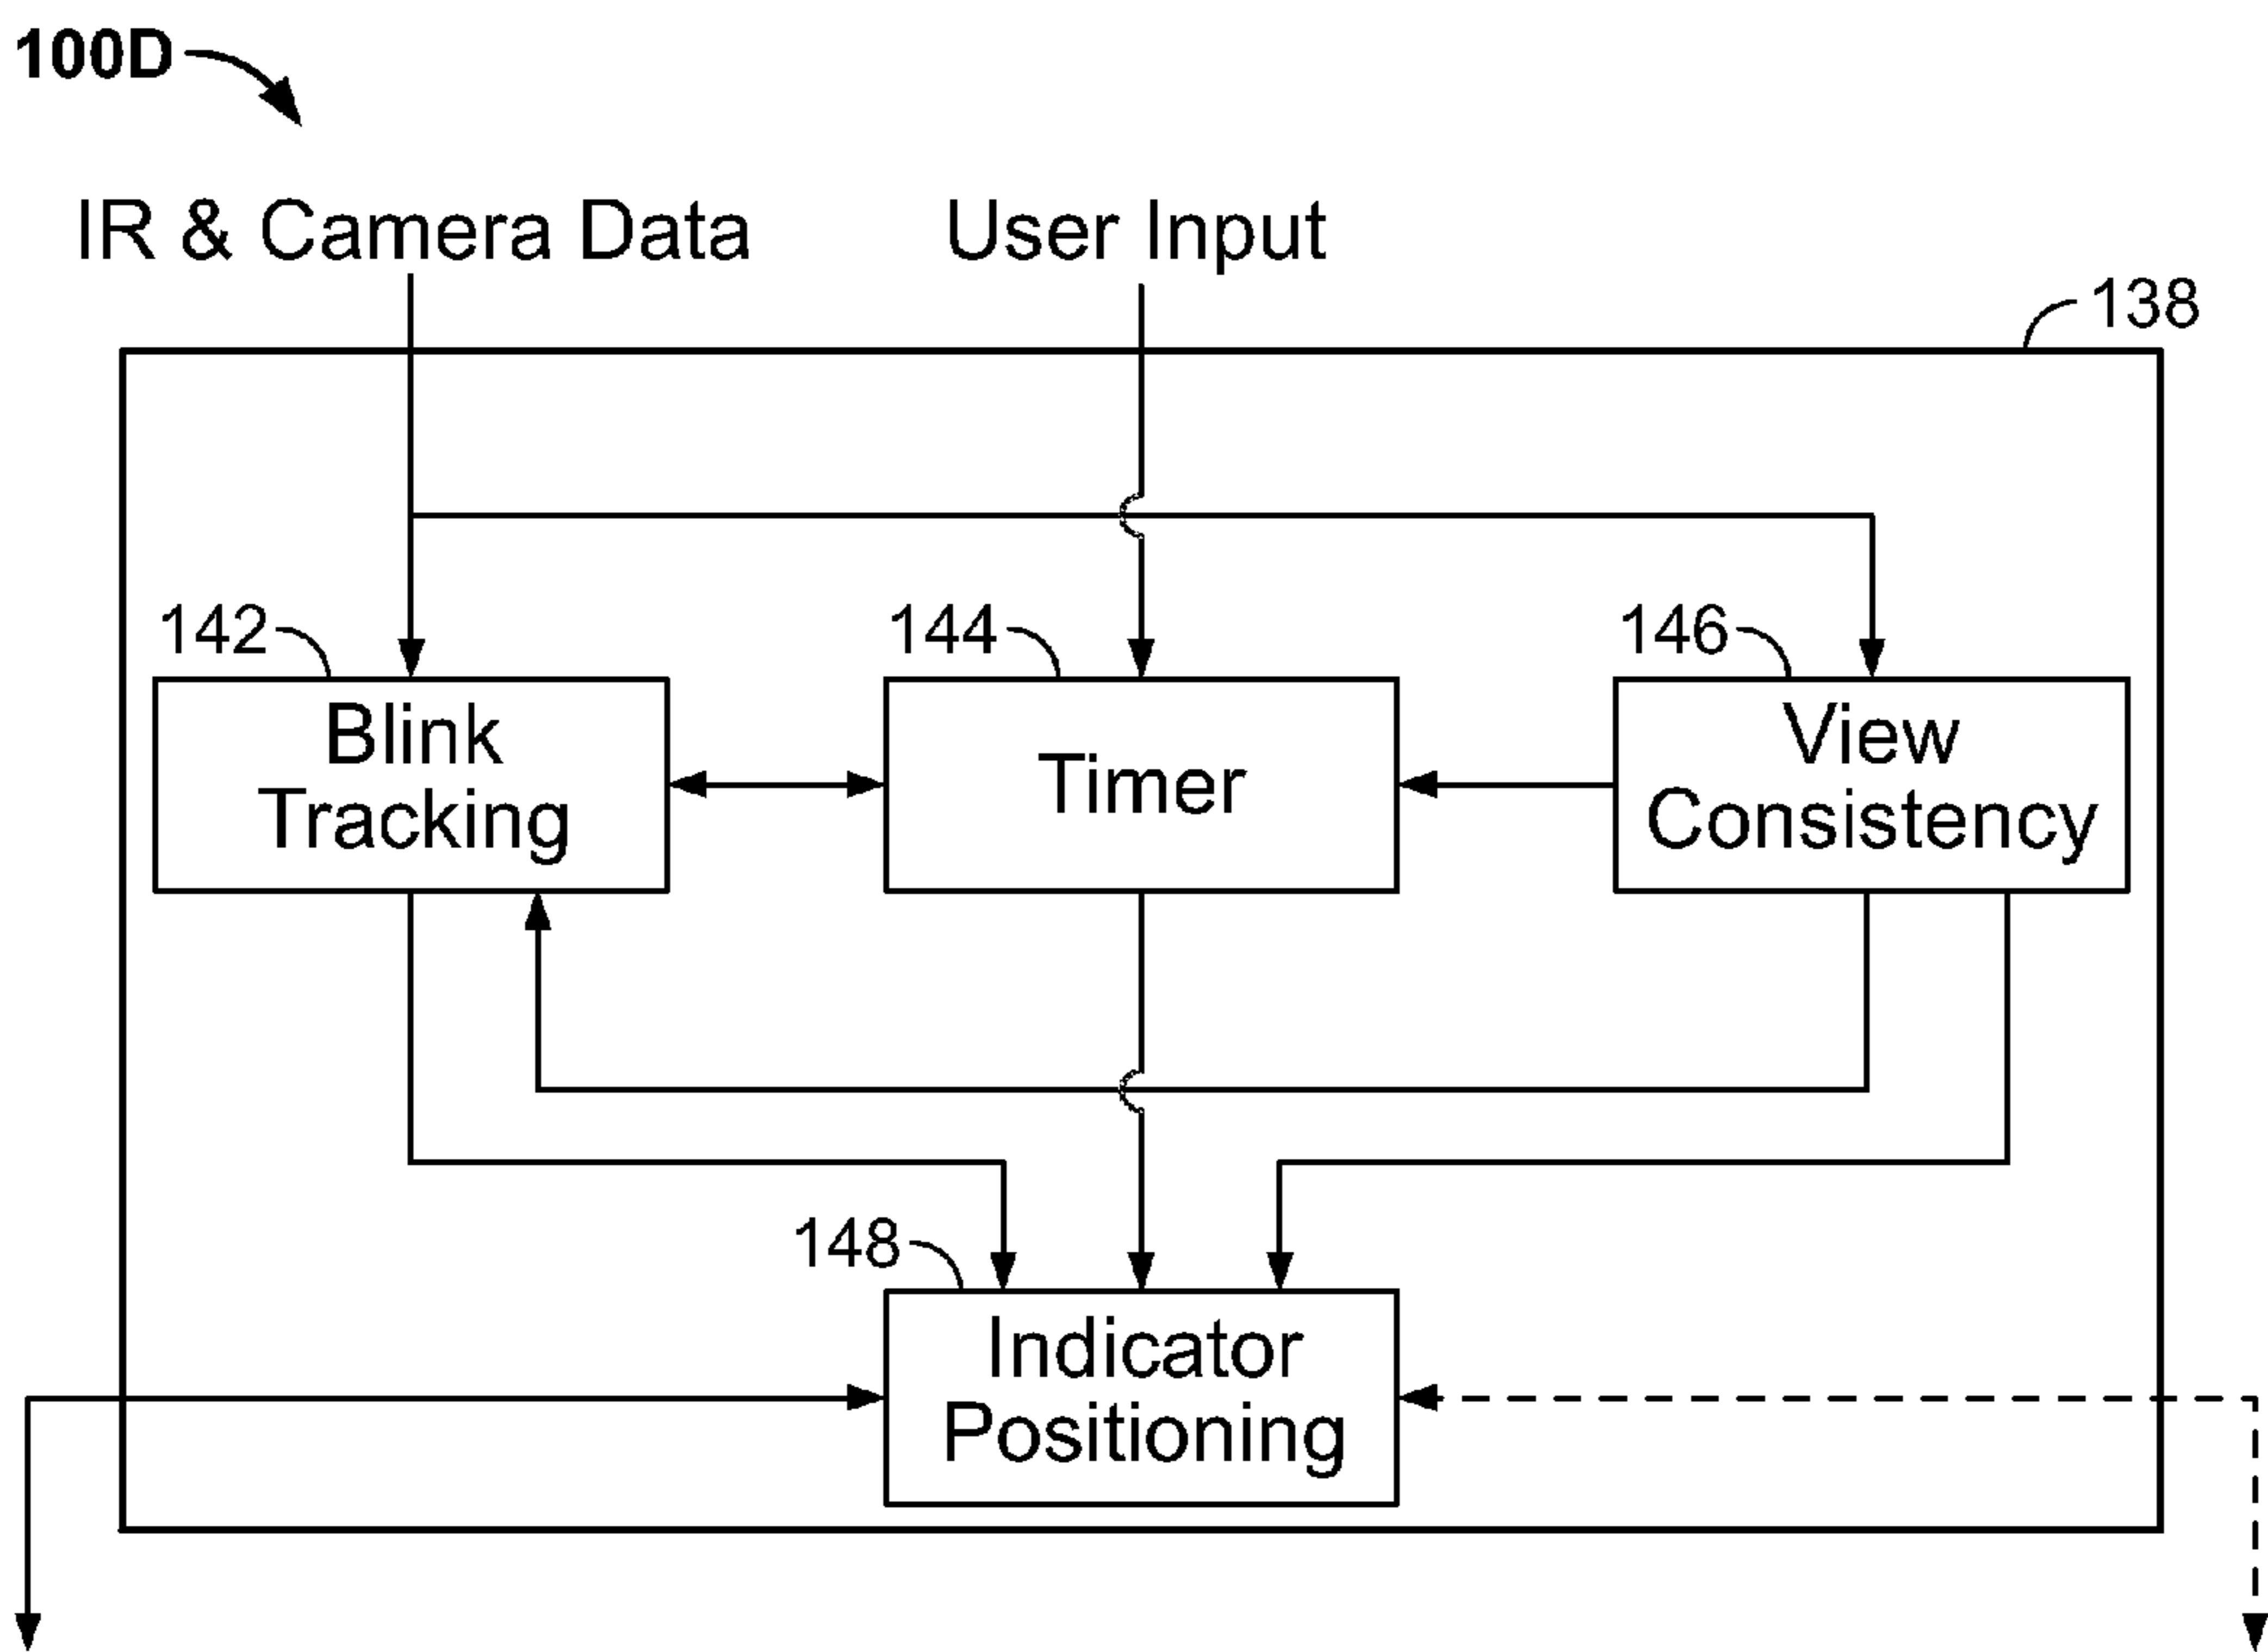 100D
IR & Camera Data
User Input
138
142
144
146
Blink
Tracking
Timer
View
Consistency
148
Indicator
Positioning